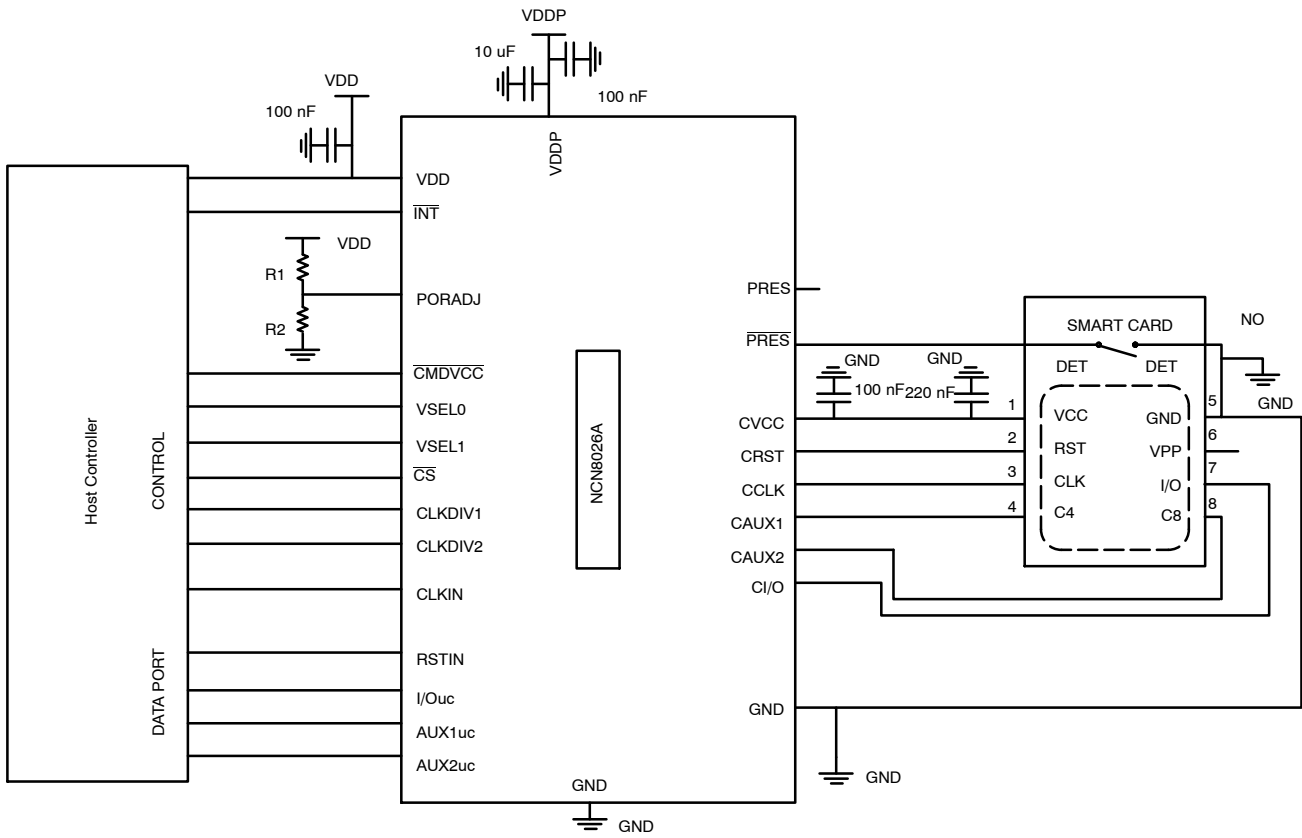 VDDP
10 uF
100 nF
VDD
100 nF
VDDP
VDD
INT
VDD
R1
PORADJ
R2
CMDVCC
VSEL0
VSEL1
CS
CLKDIV1
CLKDIV2
CLKIN
RSTIN
I/Ouc
AUX1uc
AUX2uc
Host Controller
CONTROL
DATA PORT
NCN8026A
PRES
PRES
CVCC
CRST
CCLK
CAUX1
CAUX2
CI/O
GND
GND
GND
GND
GND
100 nF
GND
220 nF
SMART CARD
NO
DET
DET
GND
1
VCC
GND
5
2
RST
VPP
6
3
CLK
I/O
7
4
C4
C8
8